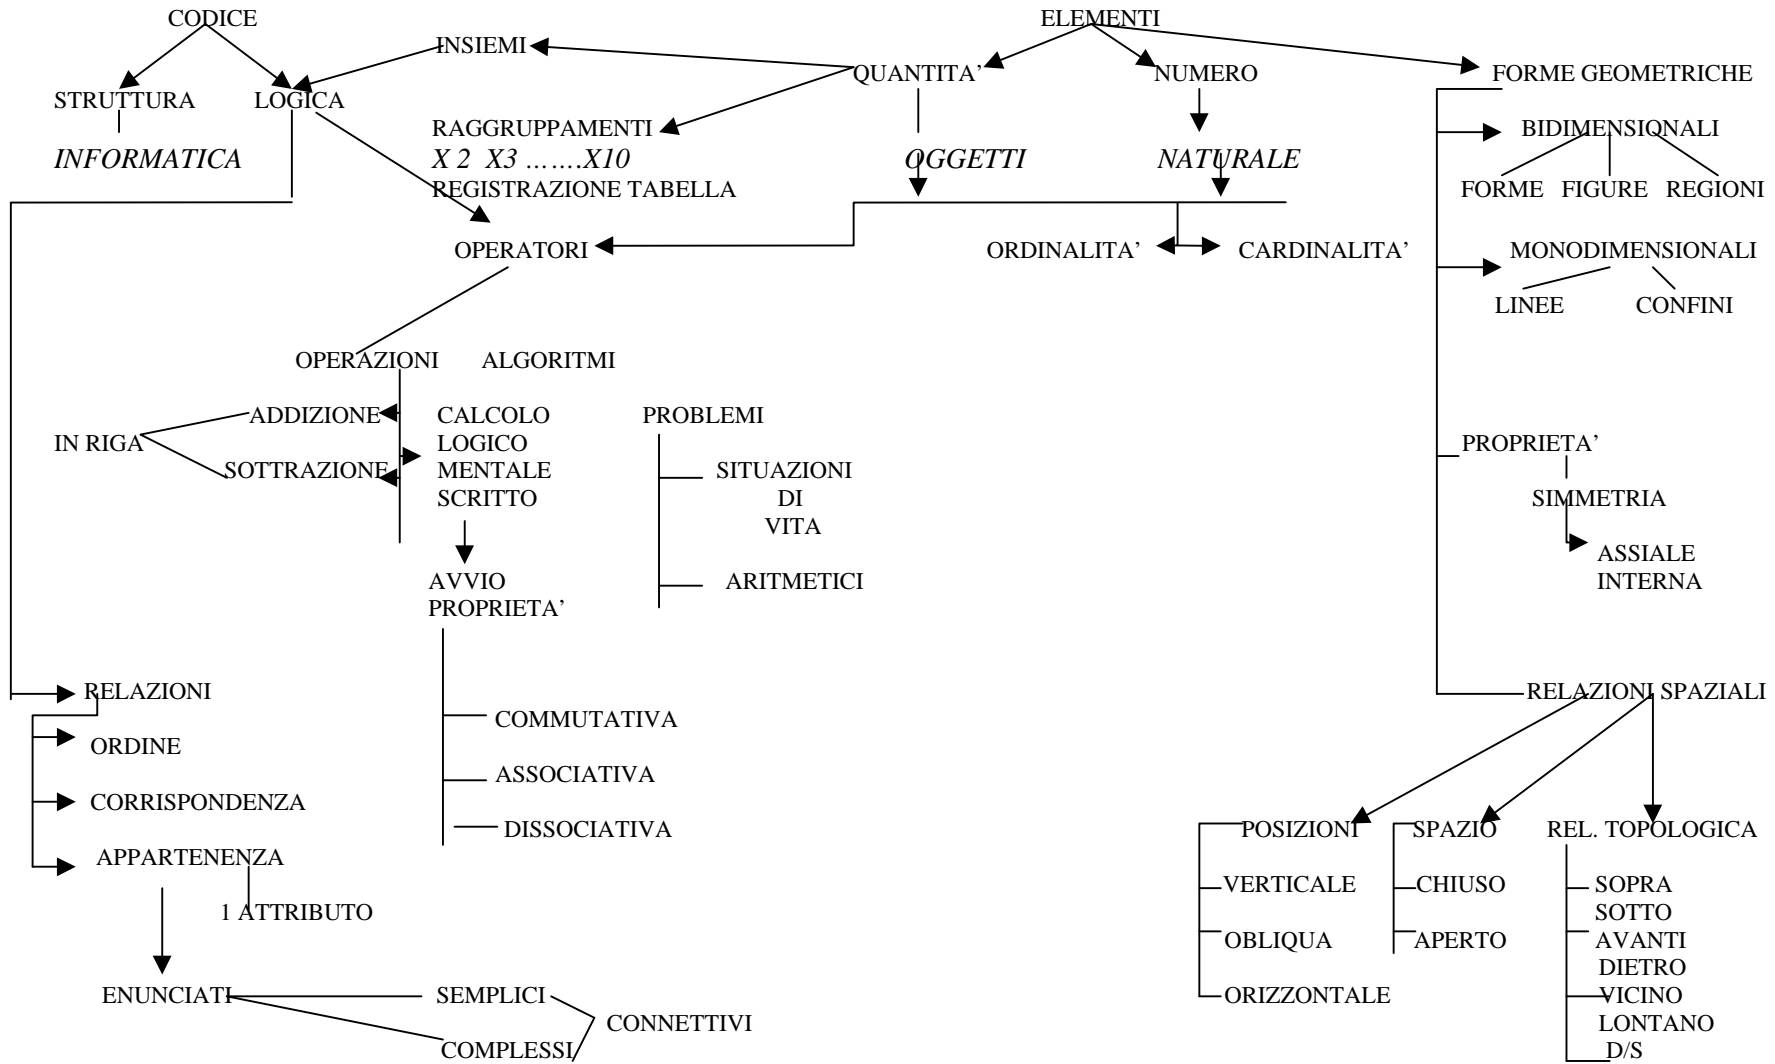 CODICE
ELEMENTI
INSIEMI
QUANTITA’
NUMERO
FORME GEOMETRICHE
STRUTTURA
LOGICA
RAGGRUPPAMENTI
BIDIMENSIONALI
INFORMATICA
X 2 X3 …….X10
OGGETTI
NATURALE
REGISTRAZIONE TABELLA
FORME FIGURE REGIONI
OPERATORI
ORDINALITA’
CARDINALITA’
MONODIMENSIONALI
LINEE
CONFINI
OPERAZIONI
ALGORITMI
ADDIZIONE
CALCOLO
PROBLEMI
IN RIGA
LOGICO
PROPRIETA’
SOTTRAZIONE
MENTALE
SITUAZIONI
SCRITTO
DI
SIMMETRIA
VITA
ASSIALE
AVVIO
ARITMETICI
INTERNA
PROPRIETA’
RELAZIONI
RELAZIONI SPAZIALI
COMMUTATIVA
ORDINE
ASSOCIATIVA
CORRISPONDENZA
DISSOCIATIVA
POSIZIONI
SPAZIO
REL. TOPOLOGICA
APPARTENENZA
VERTICALE
CHIUSO
SOPRA
1 ATTRIBUTO
SOTTO
OBLIQUA
APERTO
AVANTI
DIETRO
ENUNCIATI
SEMPLICI
ORIZZONTALE
VICINO
CONNETTIVI
LONTANO
COMPLESSI
D/S